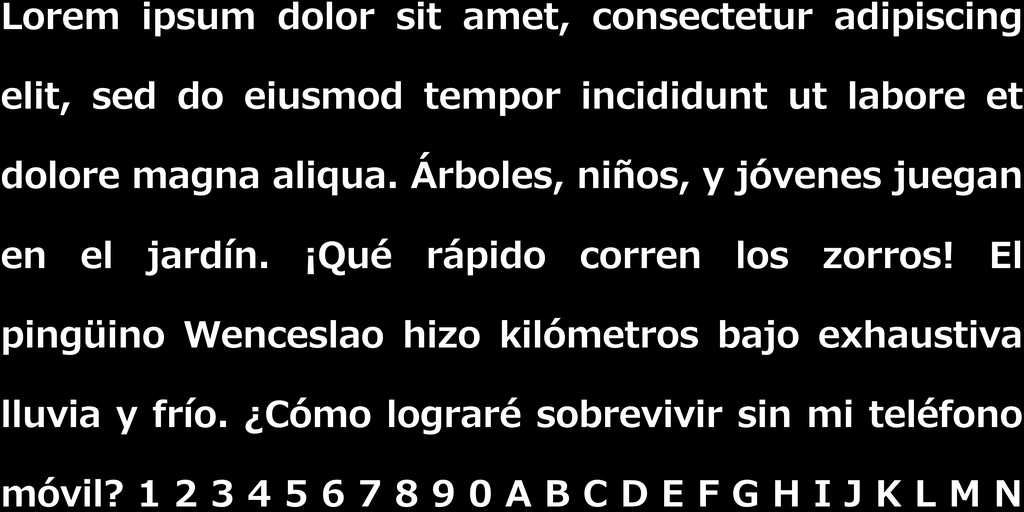 Lorem ipsum dolor sit amet, consectetur adipiscing
elit, sed do eiusmod tempor incididunt ut labore et
dolore magna aliqua. Árboles, niños, y jóvenes juegan
en el jardín. ¡Qué rápido corren los zorros! El
pingüino Wenceslao hizo kilómetros bajo exhaustiva
lluvia y frío. ¿Cómo lograré sobrevivir sin mi teléfono
móvil? 1 2 3 4 5 6 7 8 9 0 A B C D E F G H I J K L M N